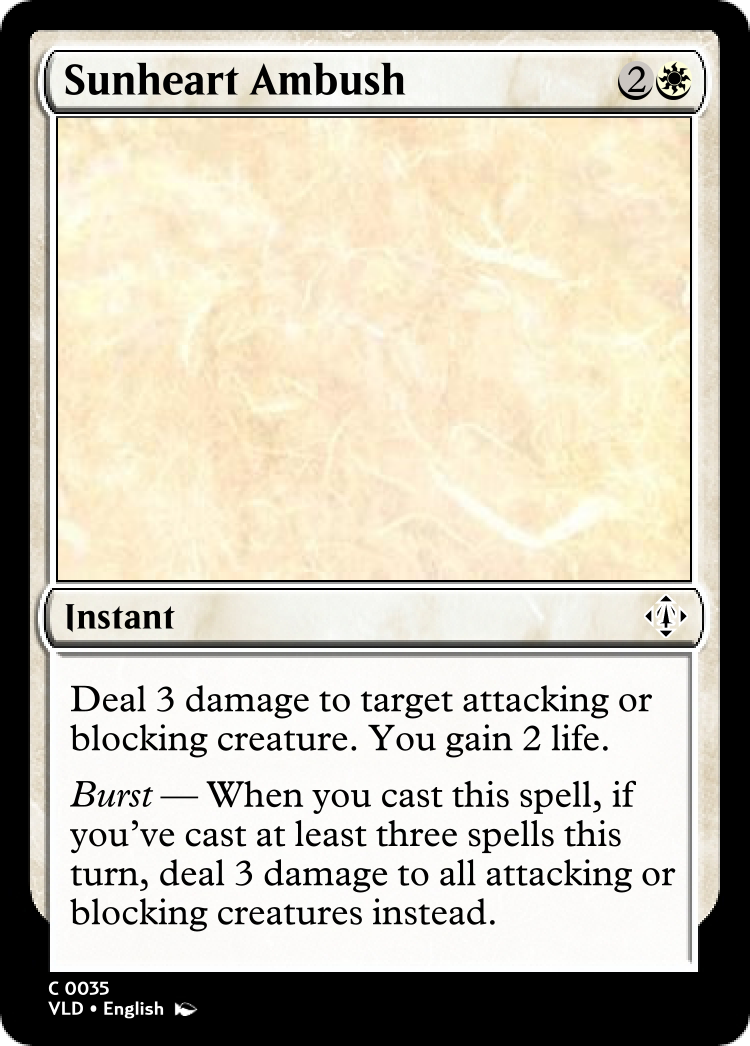 Sunheart Ambush 2
Instant
Deal 3 damage to target attacking or
blocking creature. You gain 2 life.
Burst — When you cast this spell, if
you've cast at least three spells this
turn, deal 3 damage to all attacking or
blocking creatures instead.
C 0035
VLD • English